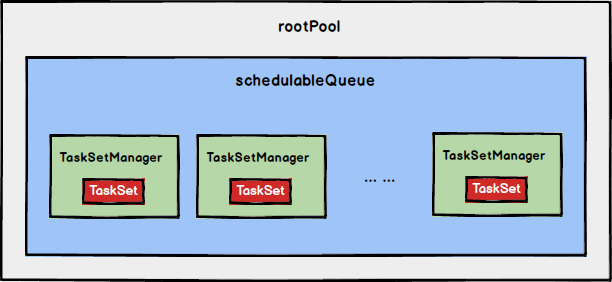 rootPool
schedulableQueue
TaskSetManager
TaskSet
TaskSetManager
TaskSet
... ...
TaskSetManager
TaskSet